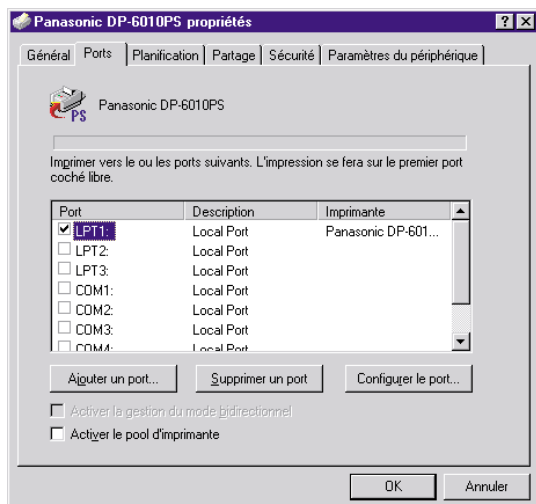 Panasonic DP-6010PS propriétés
Général Ports Planification Partage Sécurité Paramètres du périphérique
PS Panasonic DP-6010PS
Imprimer vers le ou les ports suivants. L'impression se fera sur le premier port
coché libre.
Port Description Imprimante
LPT1: Local Port Panasonic DP-601...
LPT2: Local Port
LPT3: Local Port
COM1: Local Port
COM2: Local Port
COM3: Local Port
COM4: Local Port
Ajouter un port... Supprimer un port Configurer le port...
Activer la gestion du mode bidirectionnel
Activer le pool d'imprimante
OK Annuler